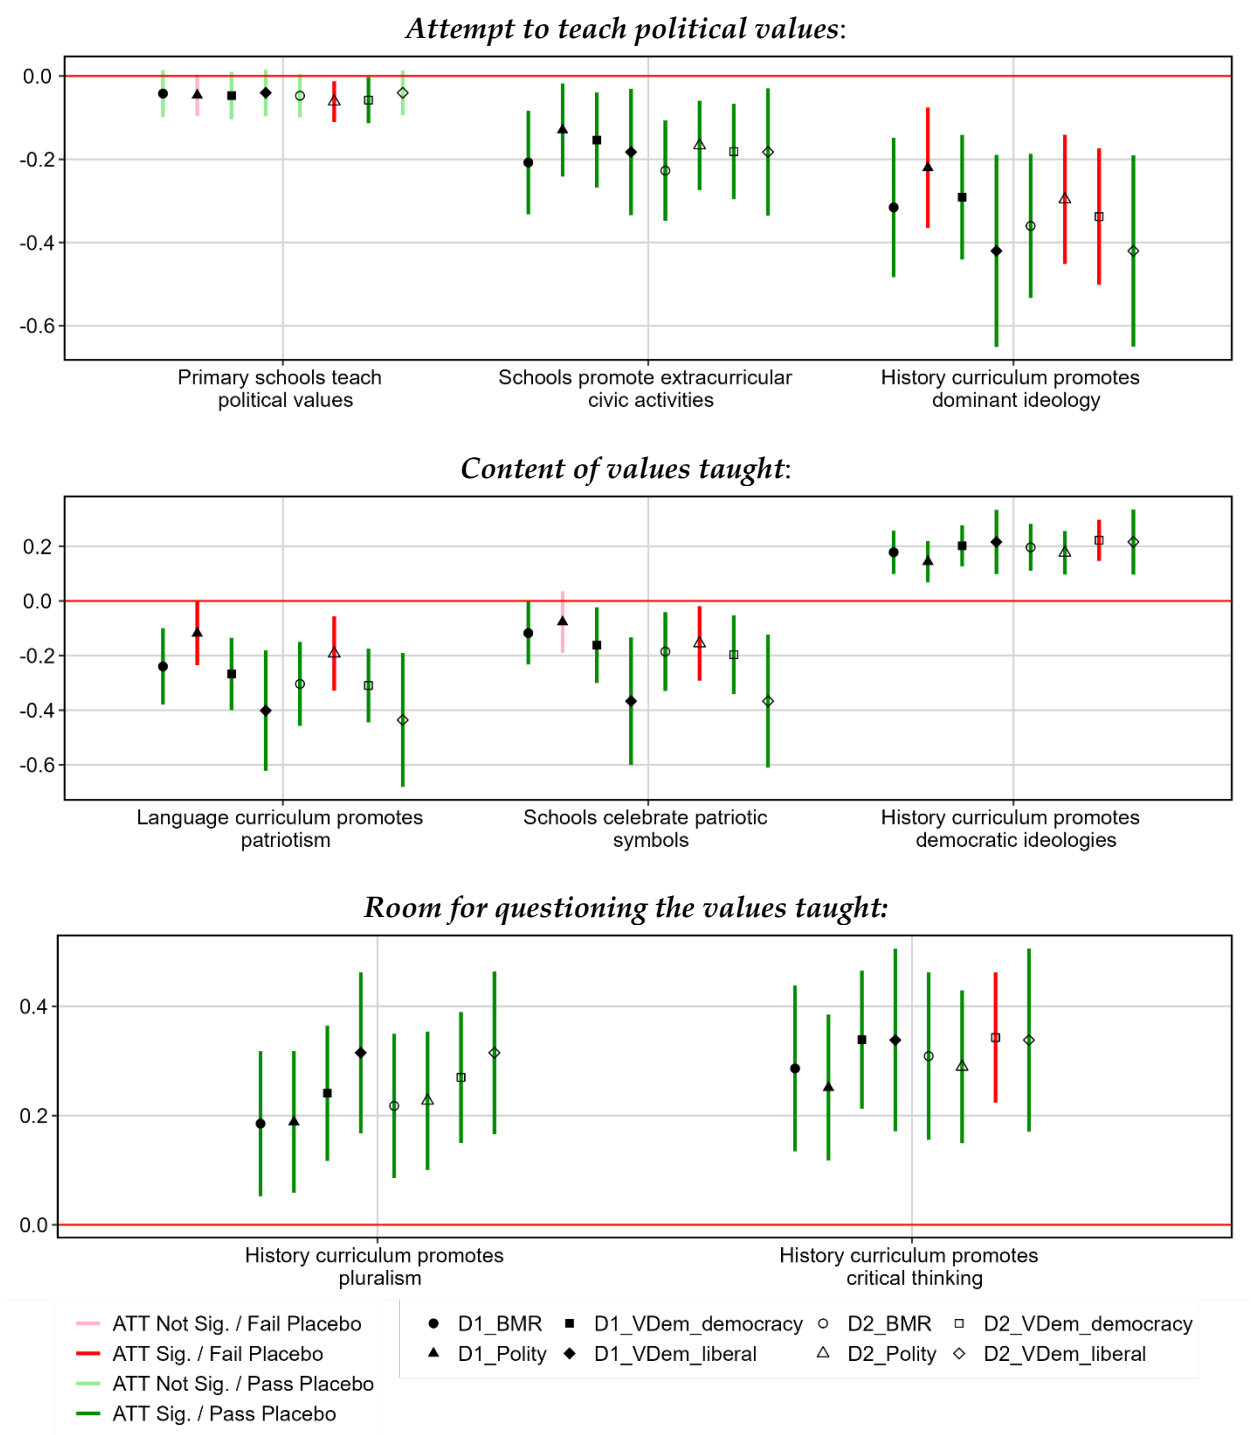 Attempt to teach political values:
0.0
-0.2
-0.4
-0.6
Primary schools teach
political values
Schools promote extracurricular
civic activities
History curriculum promotes
dominant ideology
Content of values taught:
0.2
0.0
-0.2
-0.4
-0.6
Language curriculum promotes
patriotism
Schools celebrate patriotic
symbols
History curriculum promotes
democratic ideologies
Room for questioning the values taught:
0.4
0.2
0.0
History curriculum promotes
pluralism
History curriculum promotes
critical thinking
ATT Not Sig. / Fail Placebo
ATT Sig. / Fail Placebo
ATT Not Sig. / Pass Placebo
ATT Sig. / Pass Placebo
D1_BMR D1_VDem_democracy D2_BMR D2_VDem_democracy
D1_Polity D1_VDem_liberal D2_Polity D2_VDem_liberal